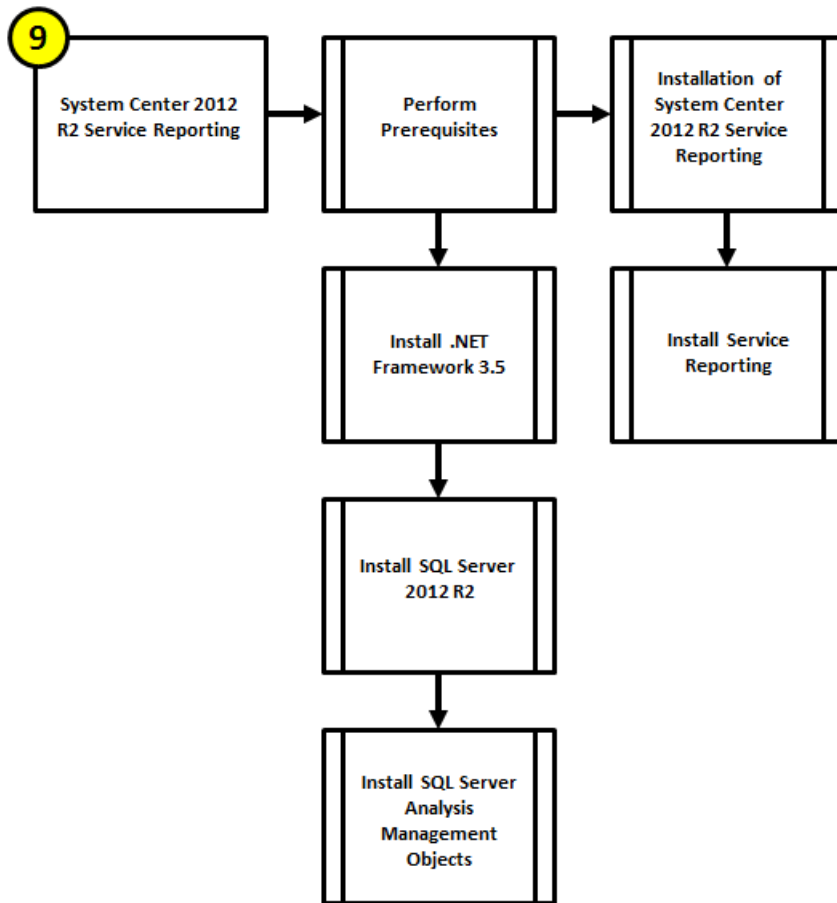 9
System Center 2012
R2 Service Reporting
Perform
Prerequisites
Installation of
System Center
2012 R2 Service
Reporting
Install .NET
Framework 3.5
Install Service
Reporting
Install SQL Server
2012 R2
Install SQL Server
Analysis
Management
Objects